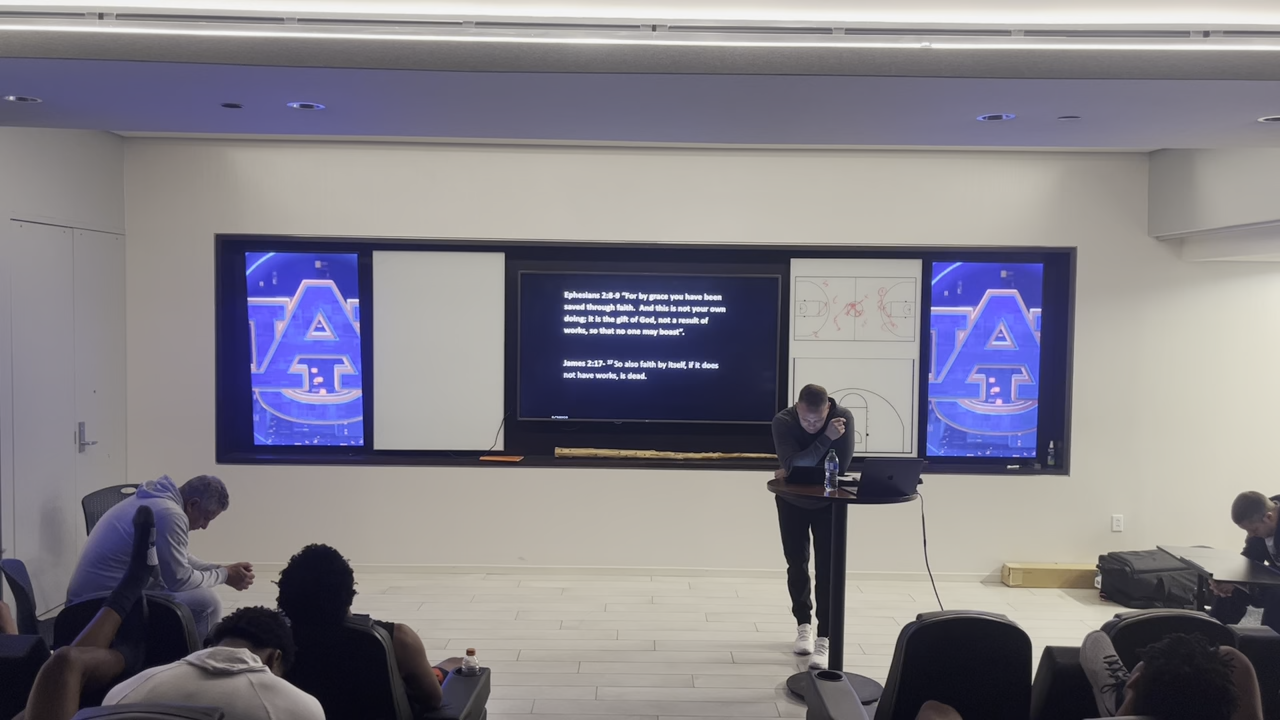 Ephesians 2:8-9 "For by grace you have been
saved through faith. And this is not your own
doing; it is the gift of God, not a result of
works, so that no one may boast".
James 2:17- 17 So also faith by itself, if it does
not have works, is dead.
AU
AU